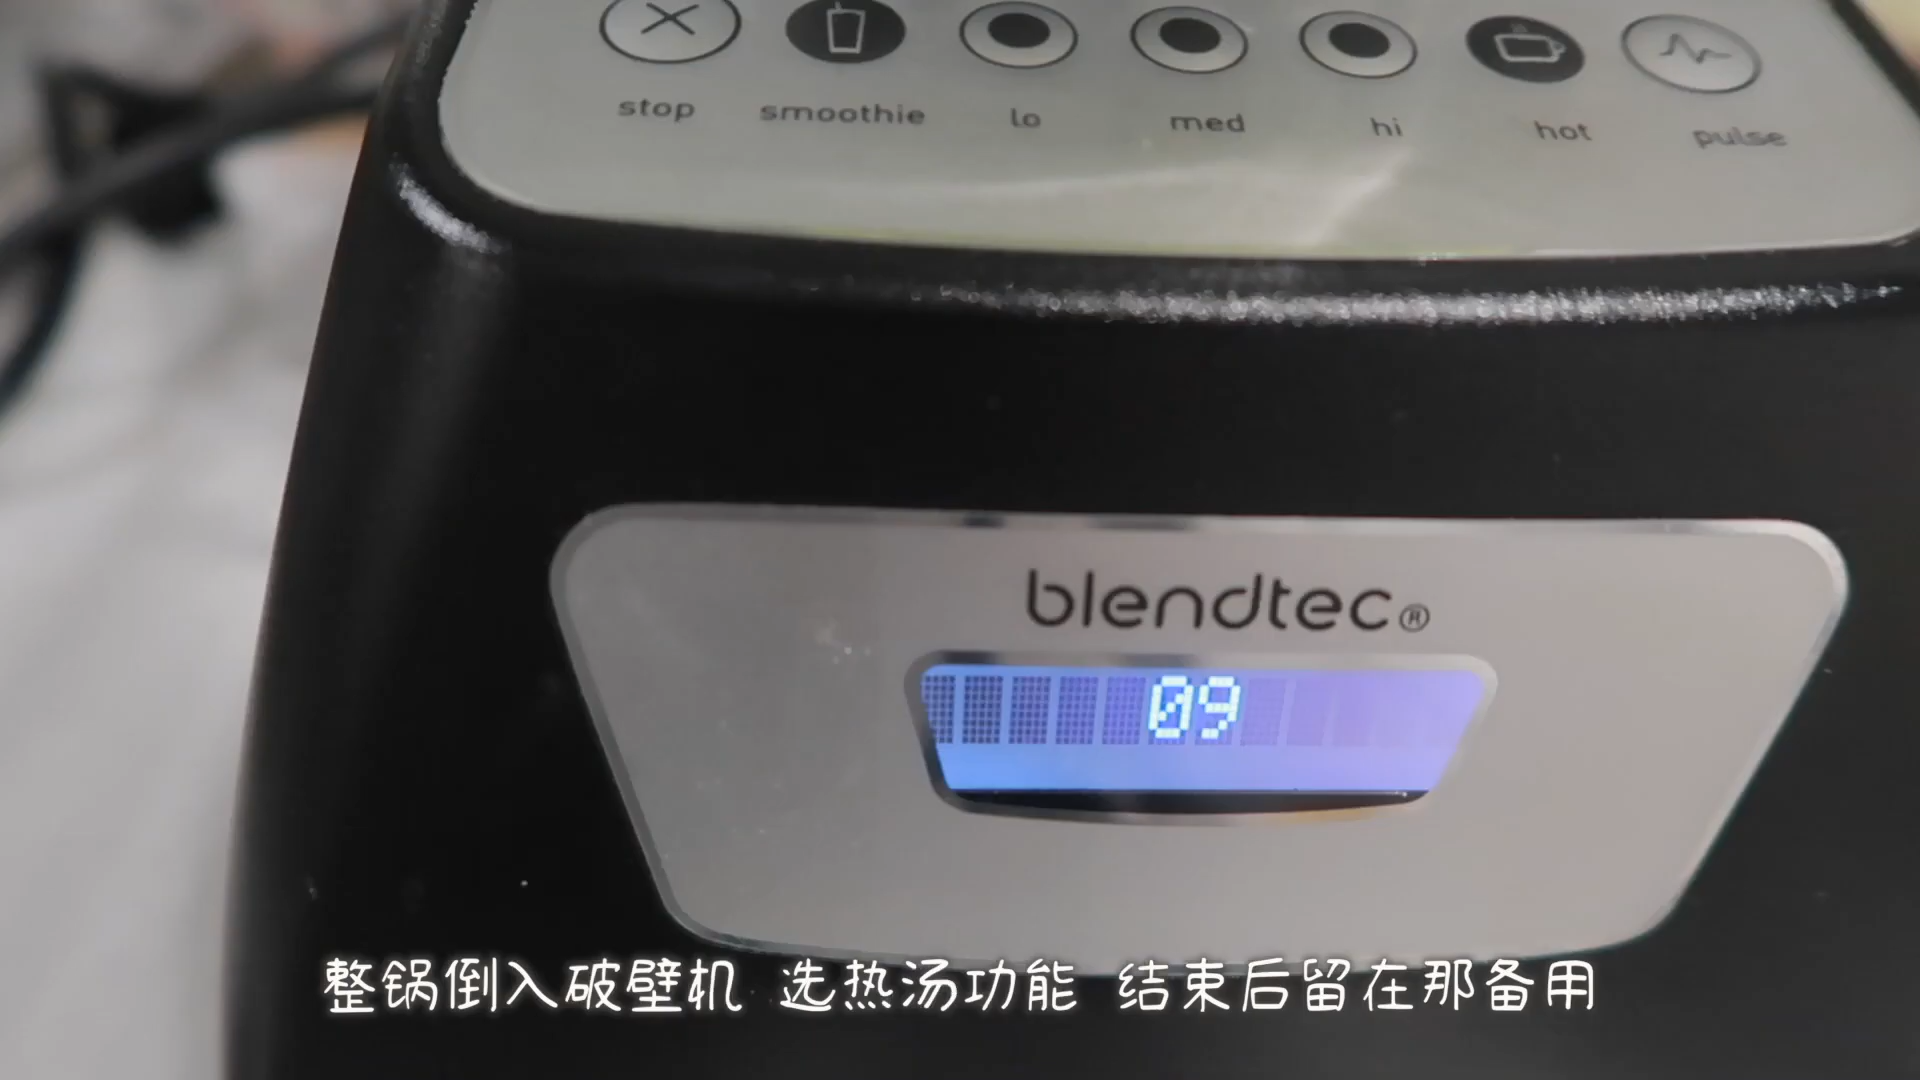 stop smoothie lo med hi hot pulse
blendtec®
09
整锅倒入破壁机 选热汤功能 结束后留在那备用